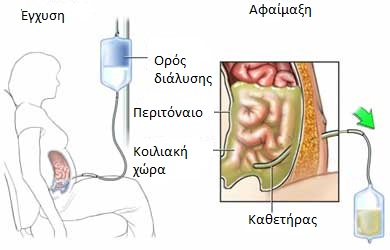 Έγχυση
Αφαίμαξη
Ορός
διάλυσης
Περιτόναιο
Κοιλιακή
χώρα
Καθετήρας